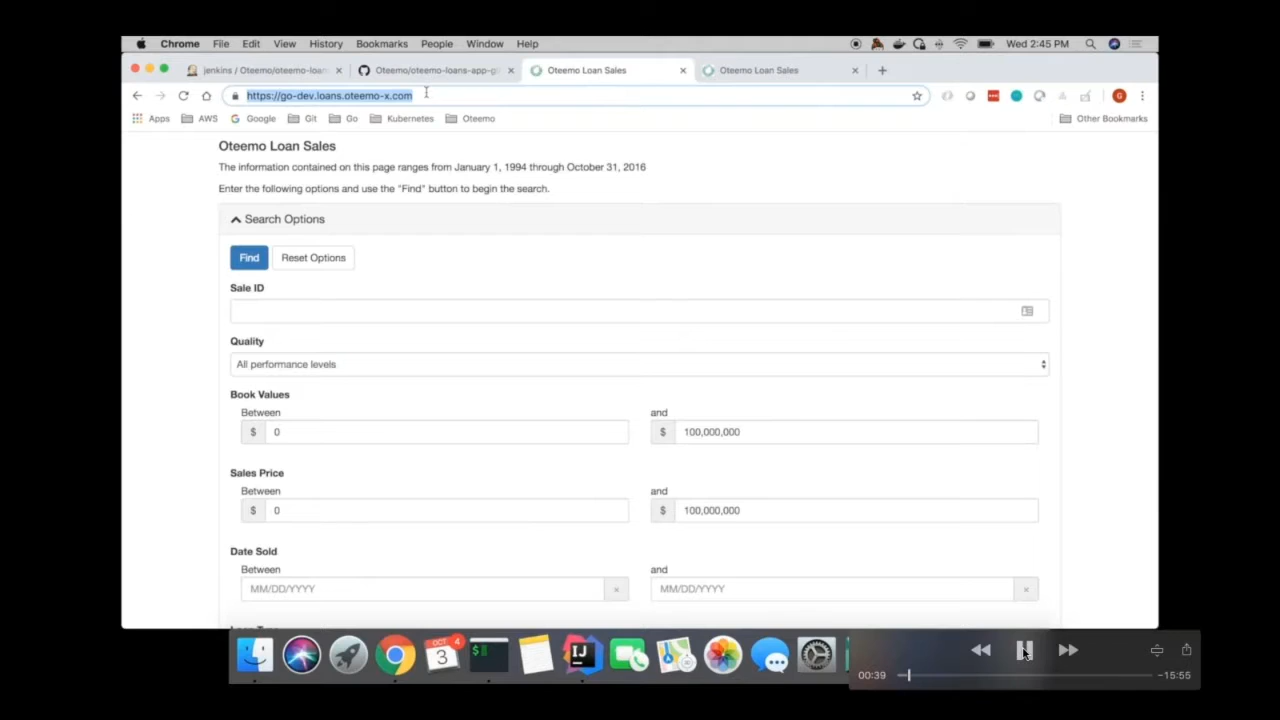 Chrome File Edit View History Bookmarks People Window Help Wed 2:45 PM
jenkins / Oteemo/oteemo-loan Oteemo/oteemo-loans-app-g Oteemo Loan Sales Oteemo Loan Sales
https://go-dev.loans.oteemo-x.com G
Apps AWS Google Git Go Kubernetes Oteemo Other Bookmarks
Oteemo Loan Sales
The information contained on this page ranges from January 1, 1994 through October 31, 2016
Enter the following options and use the "Find" button to begin the search.
Search Options
Find Reset Options
Sale ID
Quality
All performance levels
Book Values
Between and
$ 0 $ 100,000,000
Sales Price
Between and
$ 0 $ 100,000,000
Date Sold
Between and
MM/DD/YYYY × MM/DD/YYYY ×
OCT 4
3 $ IJ
00:39 -15:55